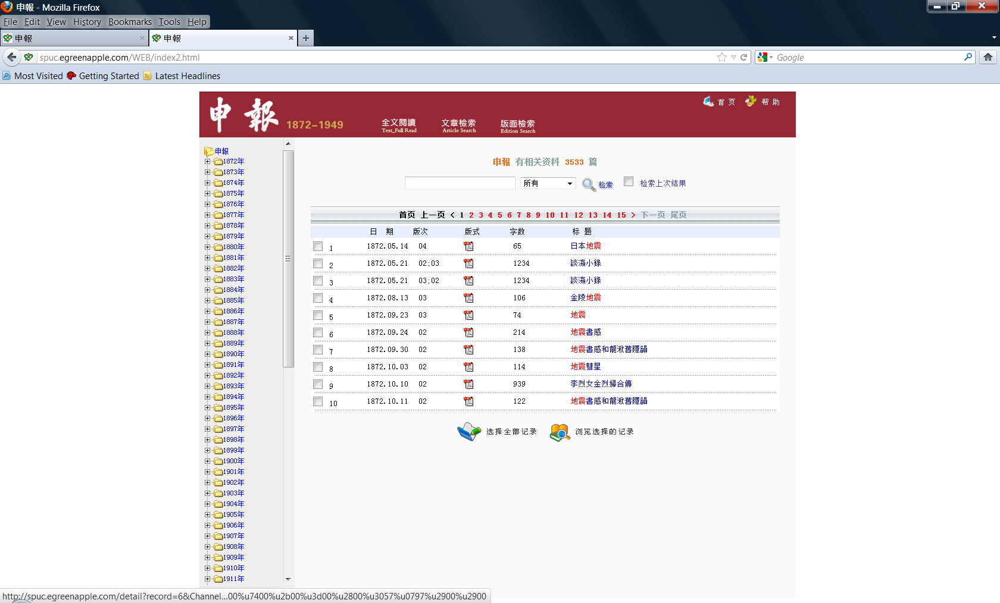 申報 - Mozilla Firefox
File Edit View History Bookmarks Tools Help
申報 申報
spuc.egreenapple.com/WEB/index2.html Google
Most Visited Getting Started Latest Headlines
首页 帮助
申報 1872-1949 全文閱讀 文章檢索 版面檢索
Text_Full Read Article Search Edition Search
申報
1872年
1873年
1874年
1875年
1876年
1877年
1878年
1879年
1880年
1881年
1882年
1883年
1884年
1885年
1886年
1887年
1888年
1889年
1890年
1891年
1892年
1893年
1894年
1895年
1896年
1897年
1898年
1899年
1900年
1901年
1902年
1903年
1904年
1905年
1906年
1907年
1908年
1909年
1910年
1911年
申報 有相关资料 3533 篇
所有 检索 检索上次结果
首页 上一页 < 1 2 3 4 5 6 7 8 9 10 11 12 13 14 15 > 下一页 尾页
日 期 版次 版式 字数 标 题
1 1872.05.14 04 65 日本地震
2 1872.05.21 02;03 1234 談瀛小錄
3 1872.05.21 03;02 1234 談瀛小錄
4 1872.08.13 03 106 金陵地震
5 1872.09.23 03 74 地震
6 1872.09.24 02 214 地震書感
7 1872.09.30 02 138 地震書感和龍湫舊隱韻
8 1872.10.03 02 114 地震彗星
9 1872.10.10 02 939 李烈女金烈婦合傳
10 1872.10.11 02 122 地震書感和龍湫舊隱韻
选择全部记录 浏览选择的记录
http://spuc.egreenapple.com/detail?record=6&Channel...00%u7400%u2b00%u3d00%u2800%u3057%u0797%u2900%u2900